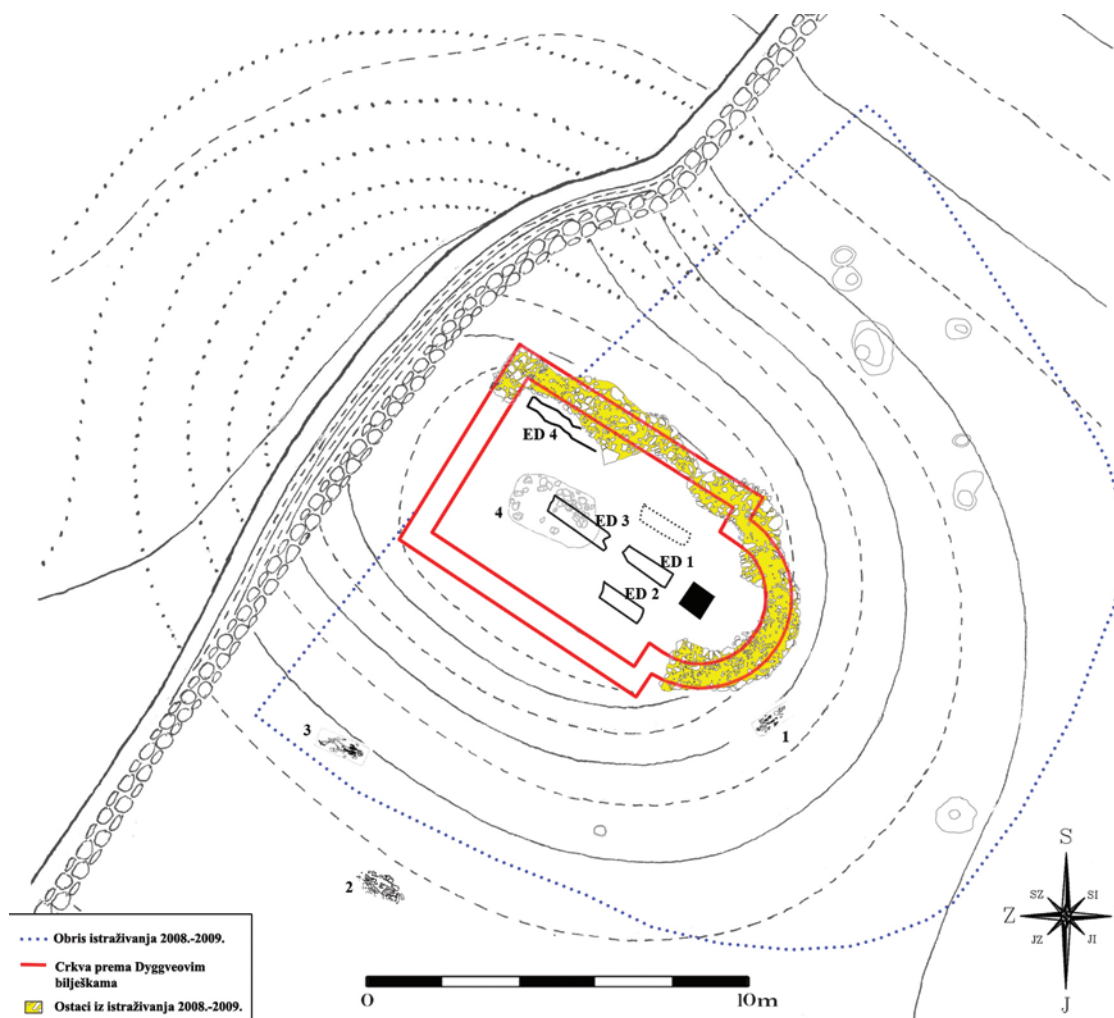 ED 4
4
ED 3
ED 1
ED 2
1
3
2
S
SZ
SI
Z
I
JZ
JI
J
Obris istraživanja 2008.-2009.
Crkva prema Dyggveovim
bilješkama
Ostaci iz istraživanja 2008.-2009.
0
10m